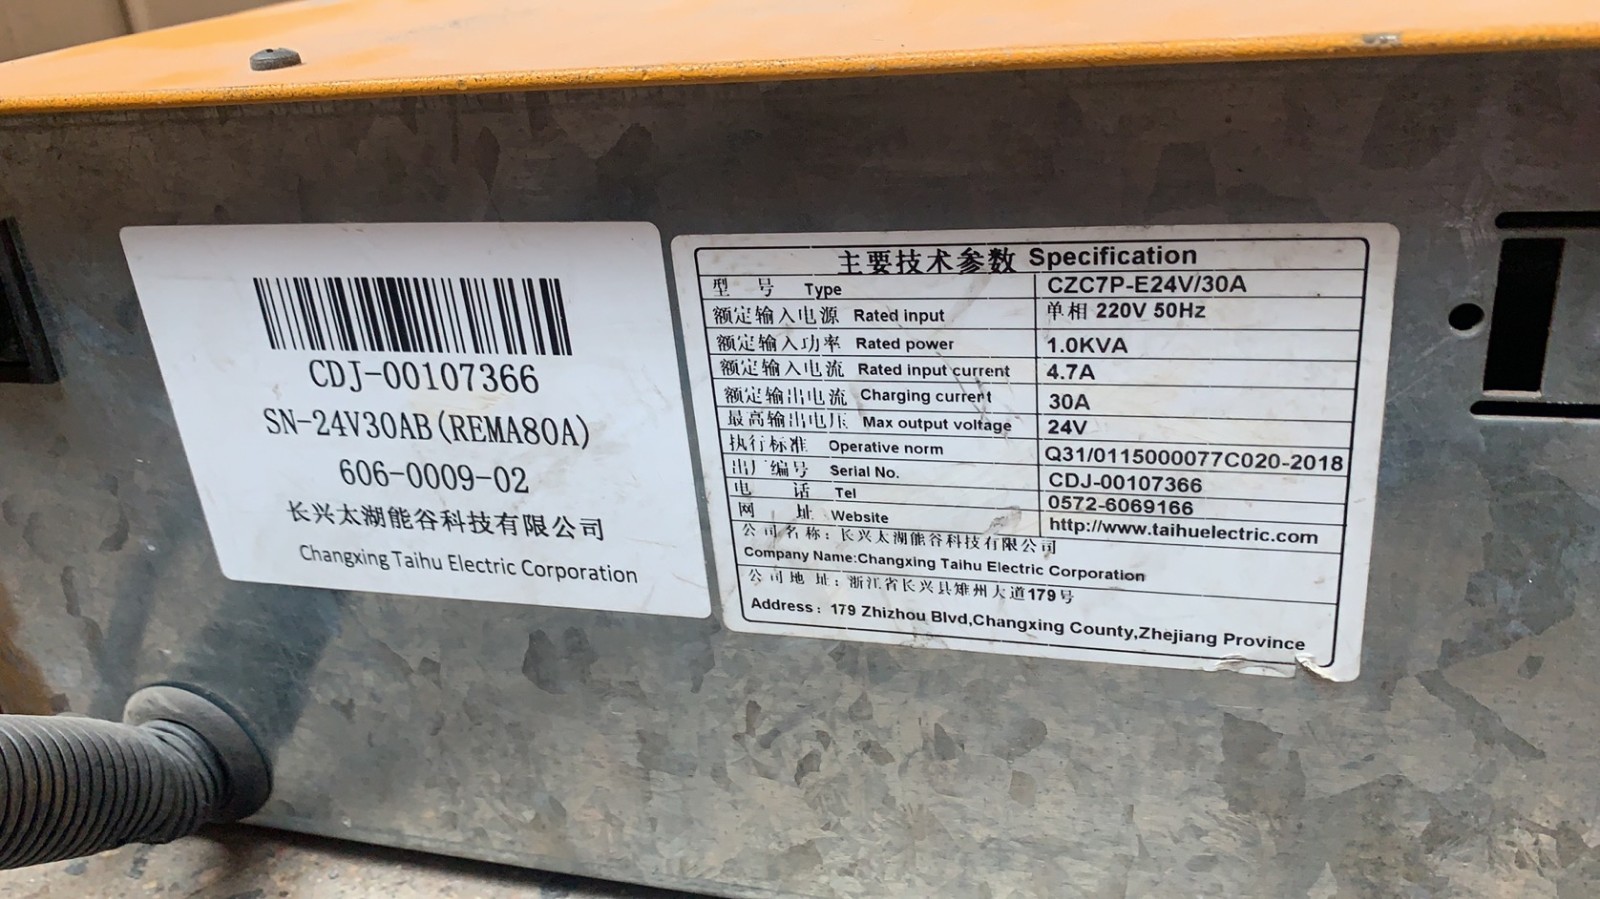 CDJ-00107366
SN-24V30AB(REMA80A)
606-0009-02
长兴太湖能谷科技有限公司
Changxing Taihu Electric Corporation
主要技术参数 Specification
型号 Type CZC7P-E24V/30A
额定输入电源 Rated input 单相 220V 50Hz
额定输入功率 Rated power 1.0KVA
额定输入电流 Rated input current 4.7A
额定输出电流 Charging current 30A
最高输出电压 Max output voltage 24V
执行标准 Operative norm Q31/0115000077C020-2018
出厂编号 Serial No. CDJ-00107366
电话 Tel 0572-6069166
网址 Website http://www.taihuelectric.com
公司名称：长兴太湖能谷科技有限公司
Company Name:Changxing Taihu Electric Corporation
公司地址：浙江省长兴县雉州大道179号
Address：179 Zhizhou Blvd,Changxing County,Zhejiang Province